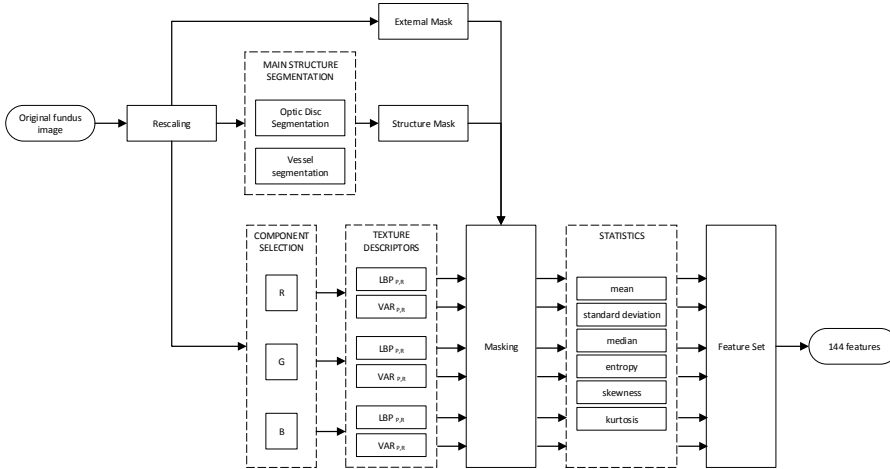 External Mask
MAIN STRUCTURE
SEGMENTATION
Original fundus
image
Rescaling
Optic Disc
Segmentation
Structure Mask
Vessel
segmentation
COMPONENT
SELECTION
TEXTURE
DESCRIPTORS
STATISTICS
R
LBP P,R
VAR P,R
G
LBP P,R
VAR P,R
B
LBP P,R
VAR P,R
Masking
mean
standard deviation
median
entropy
skewness
kurtosis
Feature Set
144 features